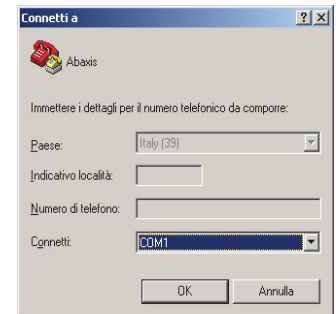 Connetti a
Abaxis
Immettere i dettagli per il numero telefonico da comporre:
Paese: Italy (39)
Indicativo località:
Numero di telefono:
Connetti: COM1
OK Annulla